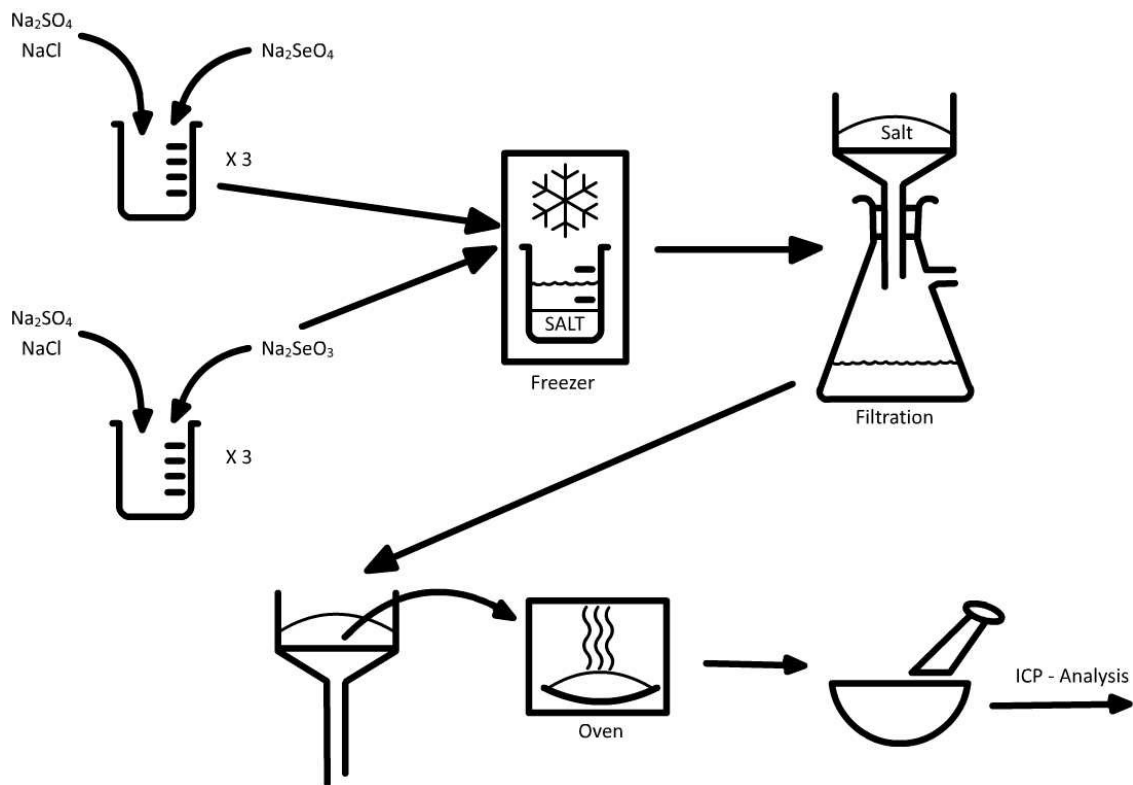 Na₂SO₄
NaCl
Na₂SeO₄
X 3
Na₂SO₄
NaCl
Na₂SeO₃
X 3
SALT
Freezer
Salt
Filtration
Oven
ICP - Analysis